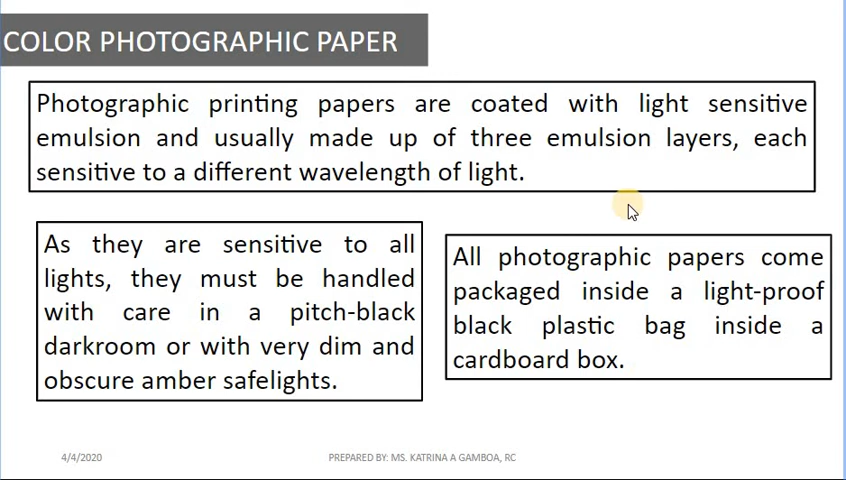 COLOR PHOTOGRAPHIC PAPER
Photographic printing papers are coated with light sensitive
emulsion and usually made up of three emulsion layers, each
sensitive to a different wavelength of light.
As they are sensitive to all
lights, they must be handled
with care in a pitch-black
darkroom or with very dim and
obscure amber safelights.
All photographic papers come
packaged inside a light-proof
black plastic bag inside a
cardboard box.
4/4/2020
PREPARED BY: MS. KATRINA A GAMBOA, RC